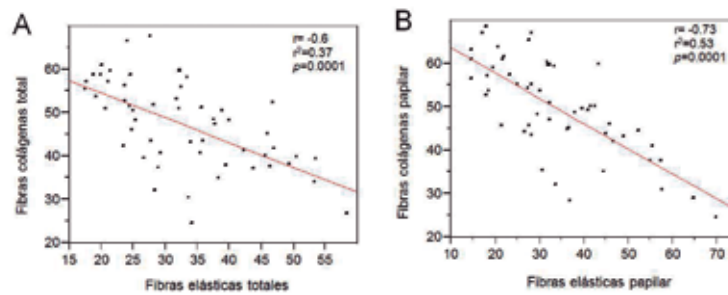 A
r= -0.6
r²=0.37
p=0.0001
Fibras colágenas total
70
60
50
40
30
20
15 20 25 30 35 40 45 50 55
Fibras elásticas totales
B
r= -0.73
r²=0.53
p=0.0001
Fibras colágenas papilar
60
50
40
30
20
10 20 30 40 50 60 70
Fibras elásticas papilar